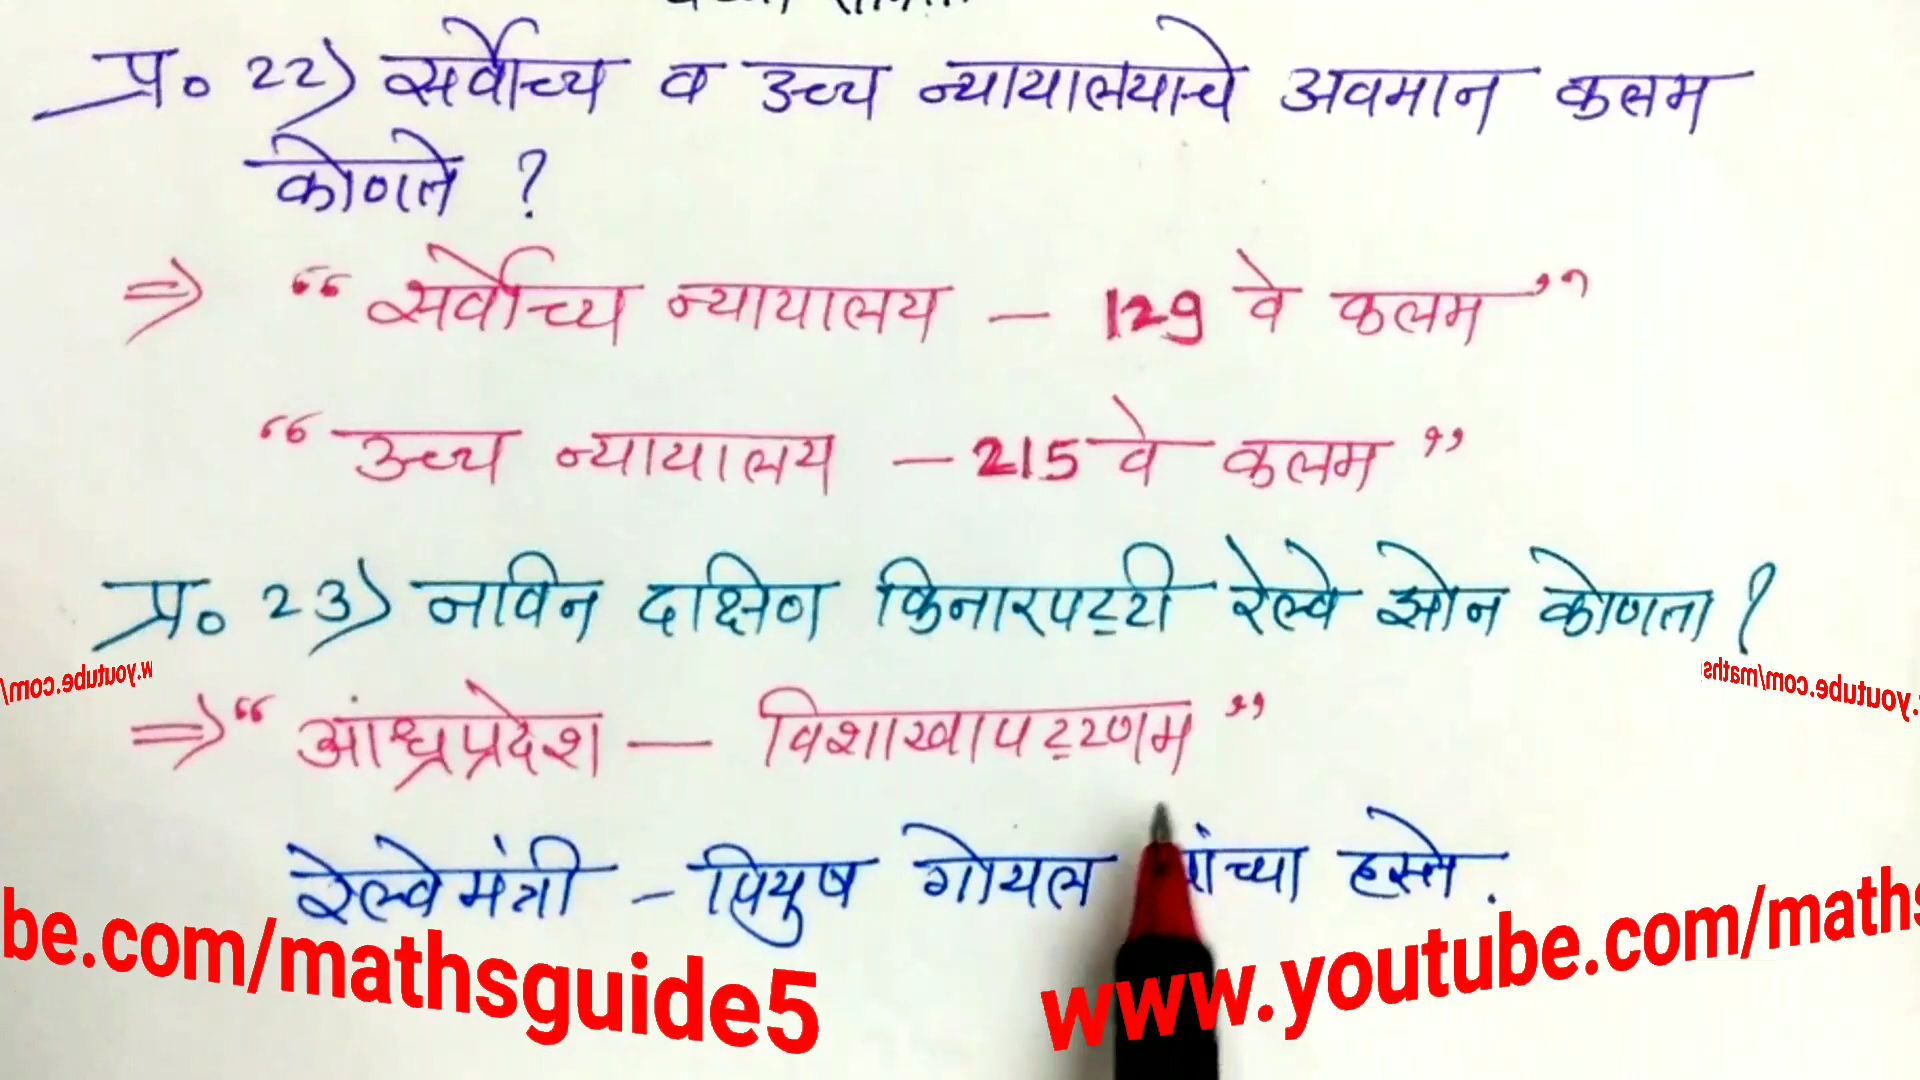 प्र० 22) सर्वोच्य व उच्च न्यायालयाचे अवमान कलम
कोणते ?
⇒ “ सर्वोच्य न्यायालय – 129 वे कलम ”
“ उच्च न्यायालय – 215 वे कलम ”
प्र० 23) नविन दक्षिण किनारपट्टी रेल्वे झोन कोणता ?
w.youtube.com/
youtube.com/maths
⇒ “ आंध्रप्रदेश – विशाखापट्टणम ”
रेल्वेमंत्री – पियुष गोयल यांच्या हस्ते.
be.com/mathsguide5
www.youtube.com/maths